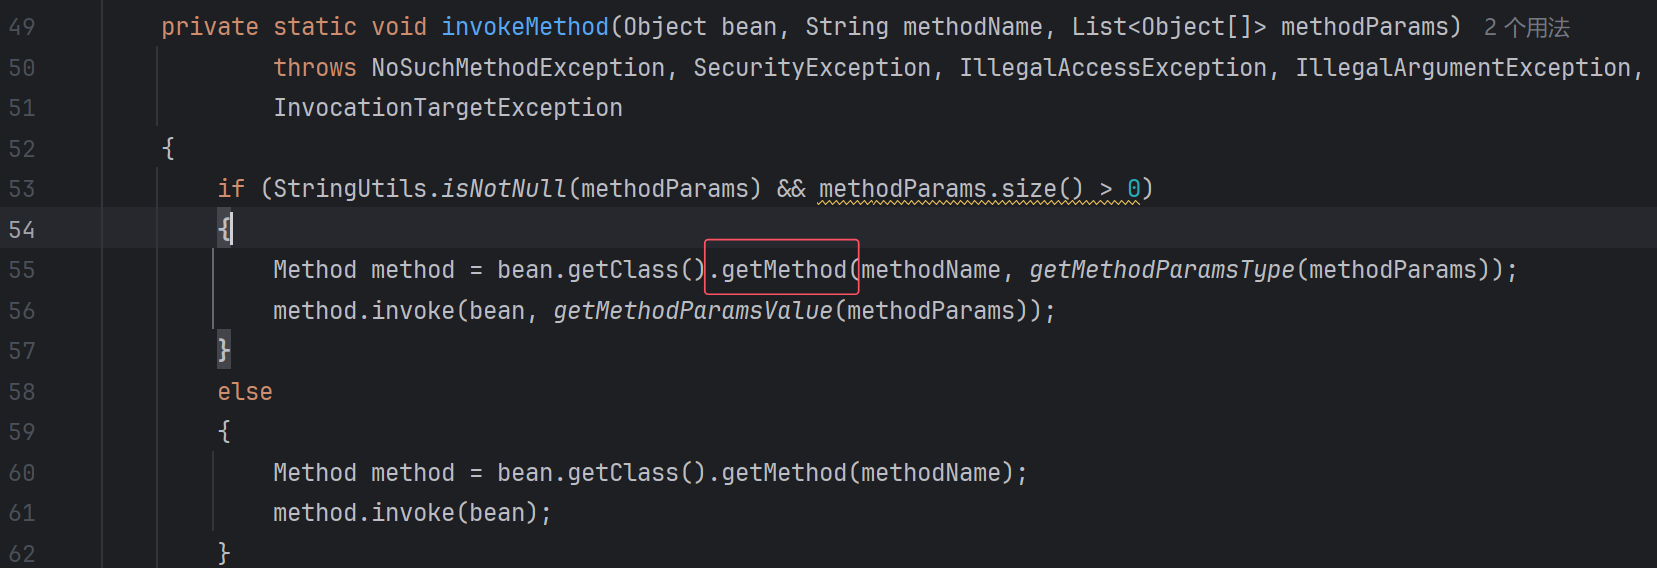 49 private static void invokeMethod(Object bean, String methodName, List<Object[]> methodParams) 2 个用法
50 throws NoSuchMethodException, SecurityException, IllegalAccessException, IllegalArgumentException,
51 InvocationTargetException
52 {
53 if (StringUtils.isNotNull(methodParams) && methodParams.size() > 0)
54 {
55 Method method = bean.getClass().getMethod(methodName, getMethodParamsType(methodParams));
56 method.invoke(bean, getMethodParamsValue(methodParams));
57 }
58 else
59 {
60 Method method = bean.getClass().getMethod(methodName);
61 method.invoke(bean);
62 }